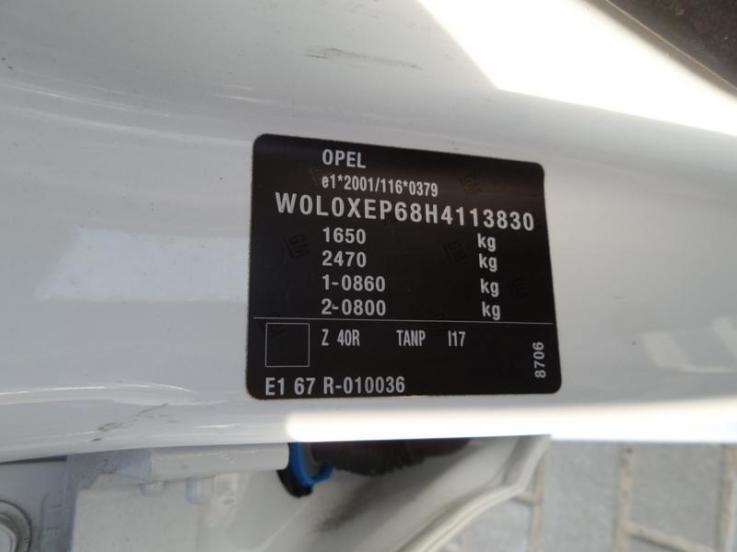 OPEL
e1*2001/116*0379
W0L0XEP68H4113830
1650 kg
2470 kg
1-0860 kg
2-0800 kg
Z 40R TANP I17
8706
E1 67 R-010036